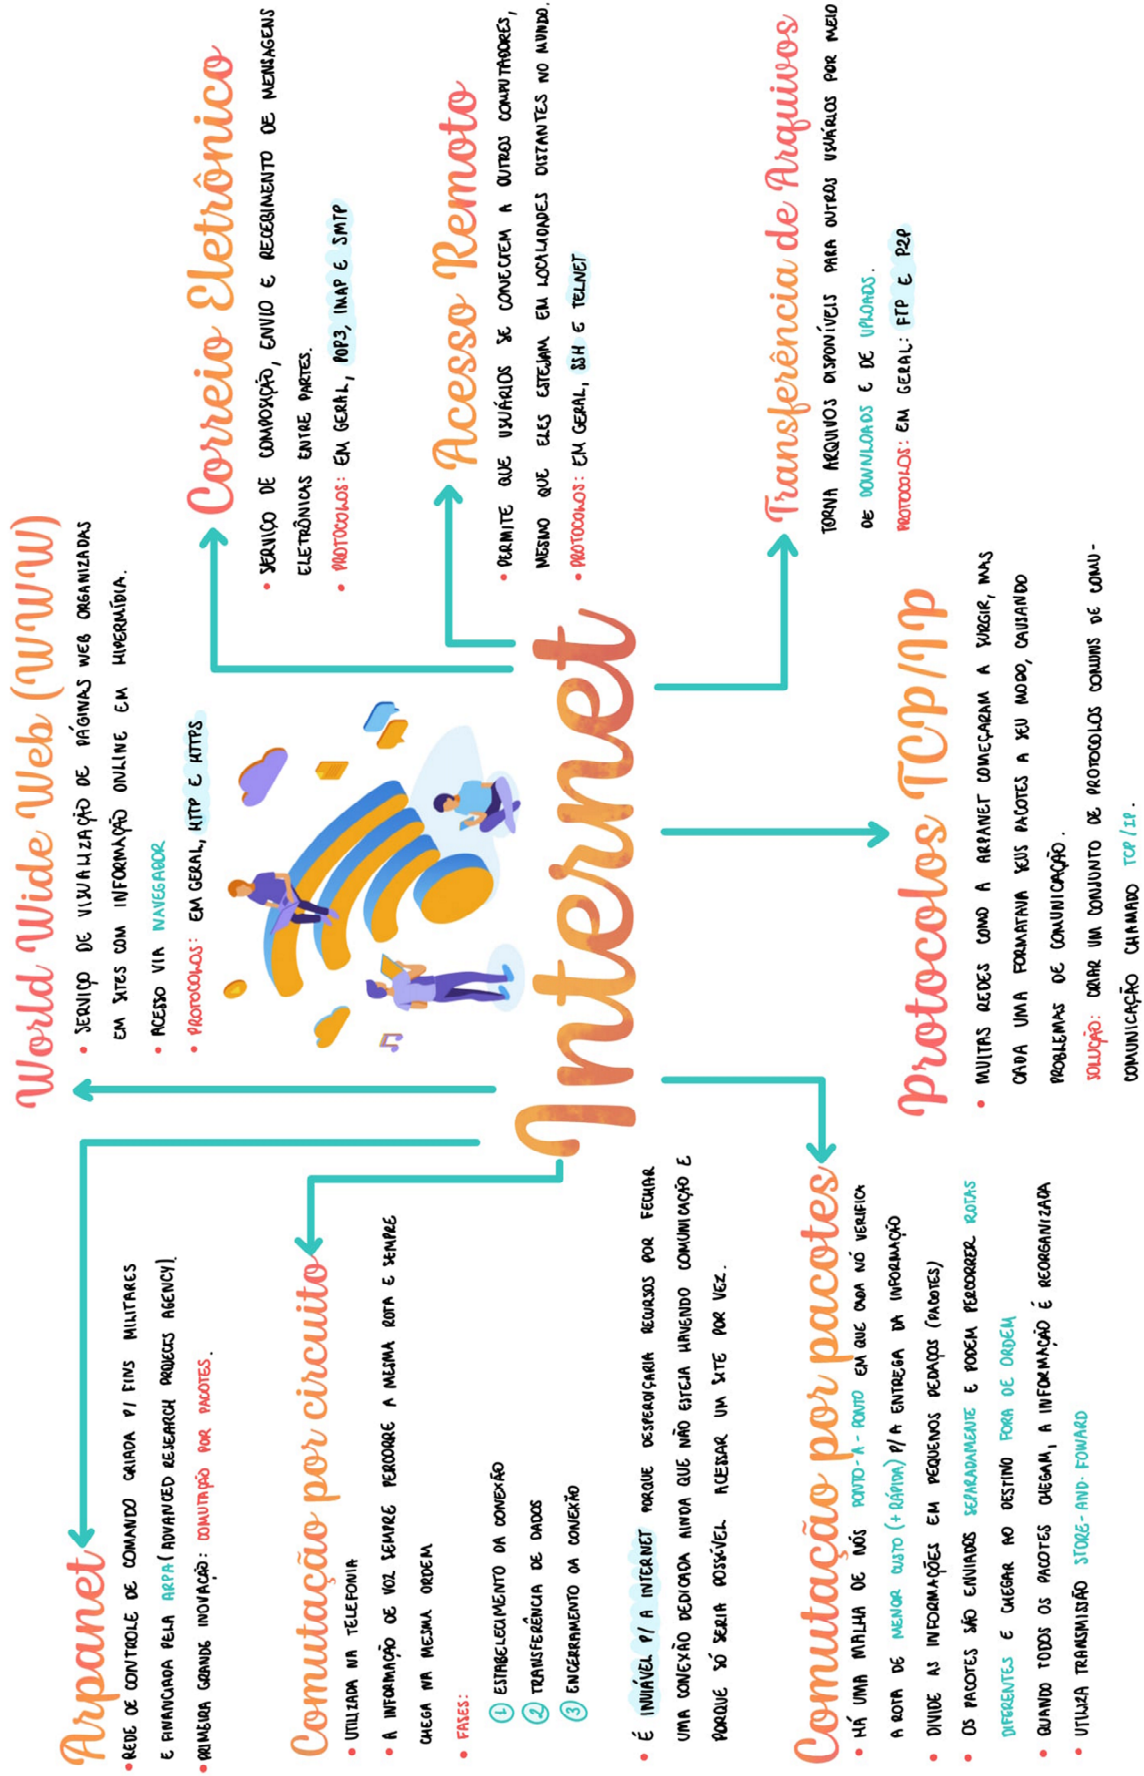 Arpanet
• REDE DE CONTROLE DE COMANDO CRIADA P/ FINS MILITARES
E FINANCIADA PELA ARPA (ADVANCED RESEARCH PROJECTS AGENCY).
• PRIMEIRA GRANDE INOVAÇÃO: COMUTAÇÃO POR PACOTES.
Comutação por circuito
• UTILIZADA NA TELEFONIA
• A INFORMAÇÃO DE VOZ SEMPRE PERCORRE A MESMA ROTA E SEMPRE
CHEGA NA MESMA ORDEM
• FASES:
1 ESTABELECIMENTO DA CONEXÃO
2 TRANSFERÊNCIA DE DADOS
3 ENCERRAMENTO DA CONEXÃO
• É INVIÁVEL P/ A INTERNET PORQUE DESPERDIÇARIA RECURSOS POR FECHAR
UMA CONEXÃO DEDICADA AINDA QUE NÃO ESTEJA HAVENDO COMUNICAÇÃO E
PORQUE SÓ SERIA POSSÍVEL ACESSAR UM SITE POR VEZ.
Comutação por pacotes
• HÁ UMA MALHA DE NÓS PONTO-A-PONTO EM QUE CADA NÓ VERIFICA
A ROTA DE MENOR CUSTO (+ RÁPIDA) P/ A ENTREGA DA INFORMAÇÃO
• DIVIDE AS INFORMAÇÕES EM PEQUENOS PEDAÇOS (PACOTES)
• OS PACOTES SÃO ENVIADOS SEPARADAMENTE E PODEM PERCORRER ROTAS
DIFERENTES E CHEGAR AO DESTINO FORA DE ORDEM
• QUANDO TODOS OS PACOTES CHEGAM, A INFORMAÇÃO É REORGANIZADA
• UTILIZA TRANSMISSÃO STORE-AND-FOWARD
World Wide Web (WWW)
• SERVIÇO DE VISUALIZAÇÃO DE PÁGINAS WEB ORGANIZADAS
EM SITES COM INFORMAÇÃO ONLINE EM HIPERMÍDIA.
• ACESSO VIA NAVEGADOR
• PROTOCOLOS: EM GERAL, HTTP E HTTPS
Internet
Protocolos TCP/IP
• MUITAS REDES COMO A ARPANET COMEÇARAM A SURGIR, MAS
CADA UMA FORMATAVA SEUS PACOTES A SEU MODO, CAUSANDO
PROBLEMAS DE COMUNICAÇÃO.
SOLUÇÃO: CRIAR UM CONJUNTO DE PROTOCOLOS COMUNS DE COMU-
COMUNICAÇÃO CHAMADO TCP/IP.
Correio Eletrônico
• SERVIÇO DE COMPOSIÇÃO, ENVIO E RECEBIMENTO DE MENSAGENS
ELETRÔNICAS ENTRE PARTES.
• PROTOCOLOS: EM GERAL, POP3, IMAP E SMTP
Acesso Remoto
• PERMITE QUE USUÁRIOS SE CONECTEM A OUTROS COMPUTADORES,
MESMO QUE ELES ESTEJAM EM LOCALIDADES DISTANTES NO MUNDO.
• PROTOCOLOS: EM GERAL, SSH E TELNET
Transferência de Arquivos
TORNA ARQUIVOS DISPONÍVEIS PARA OUTROS USUÁRIOS POR MEIO
DE DOWNLOADS E DE UPLOADS.
PROTOCOLOS: EM GERAL: FTP E P2P